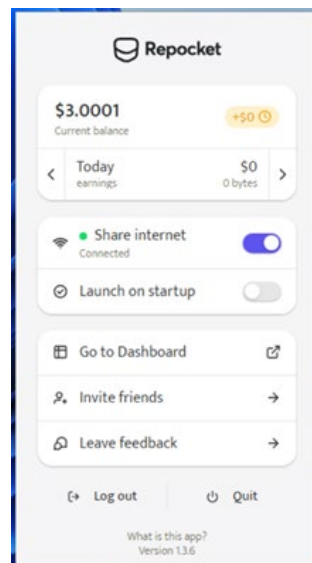 Repocket
$3.0001
+$0
Current balance
Today
$0
earnings
0 bytes
Share internet
Connected
Launch on startup
Go to Dashboard
Invite friends
Leave feedback
Log out
Quit
What is this app?
Version 1.3.6